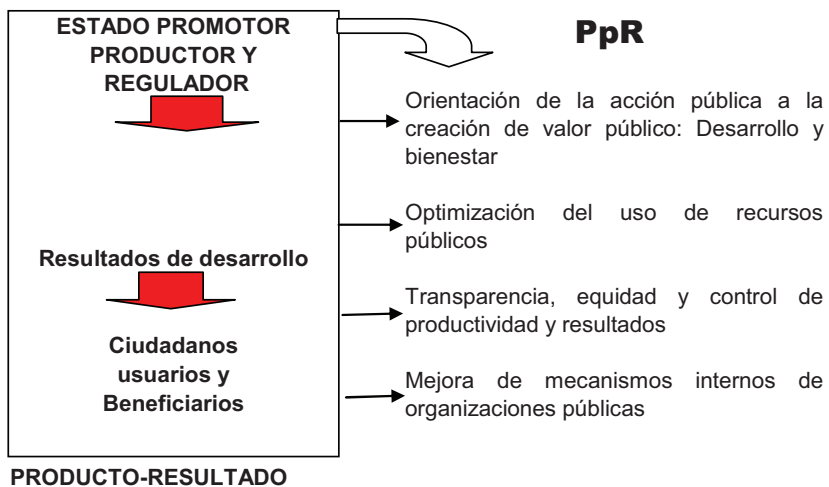 ESTADO PROMOTOR
PRODUCTOR Y
REGULADOR
Resultados de desarrollo
Ciudadanos
usuarios y
Beneficiarios
PRODUCTO-RESULTADO
PpR
Orientación de la acción pública a la
creación de valor público: Desarrollo y
bienestar
Optimización del uso de recursos
públicos
Transparencia, equidad y control de
productividad y resultados
Mejora de mecanismos internos de
organizaciones públicas